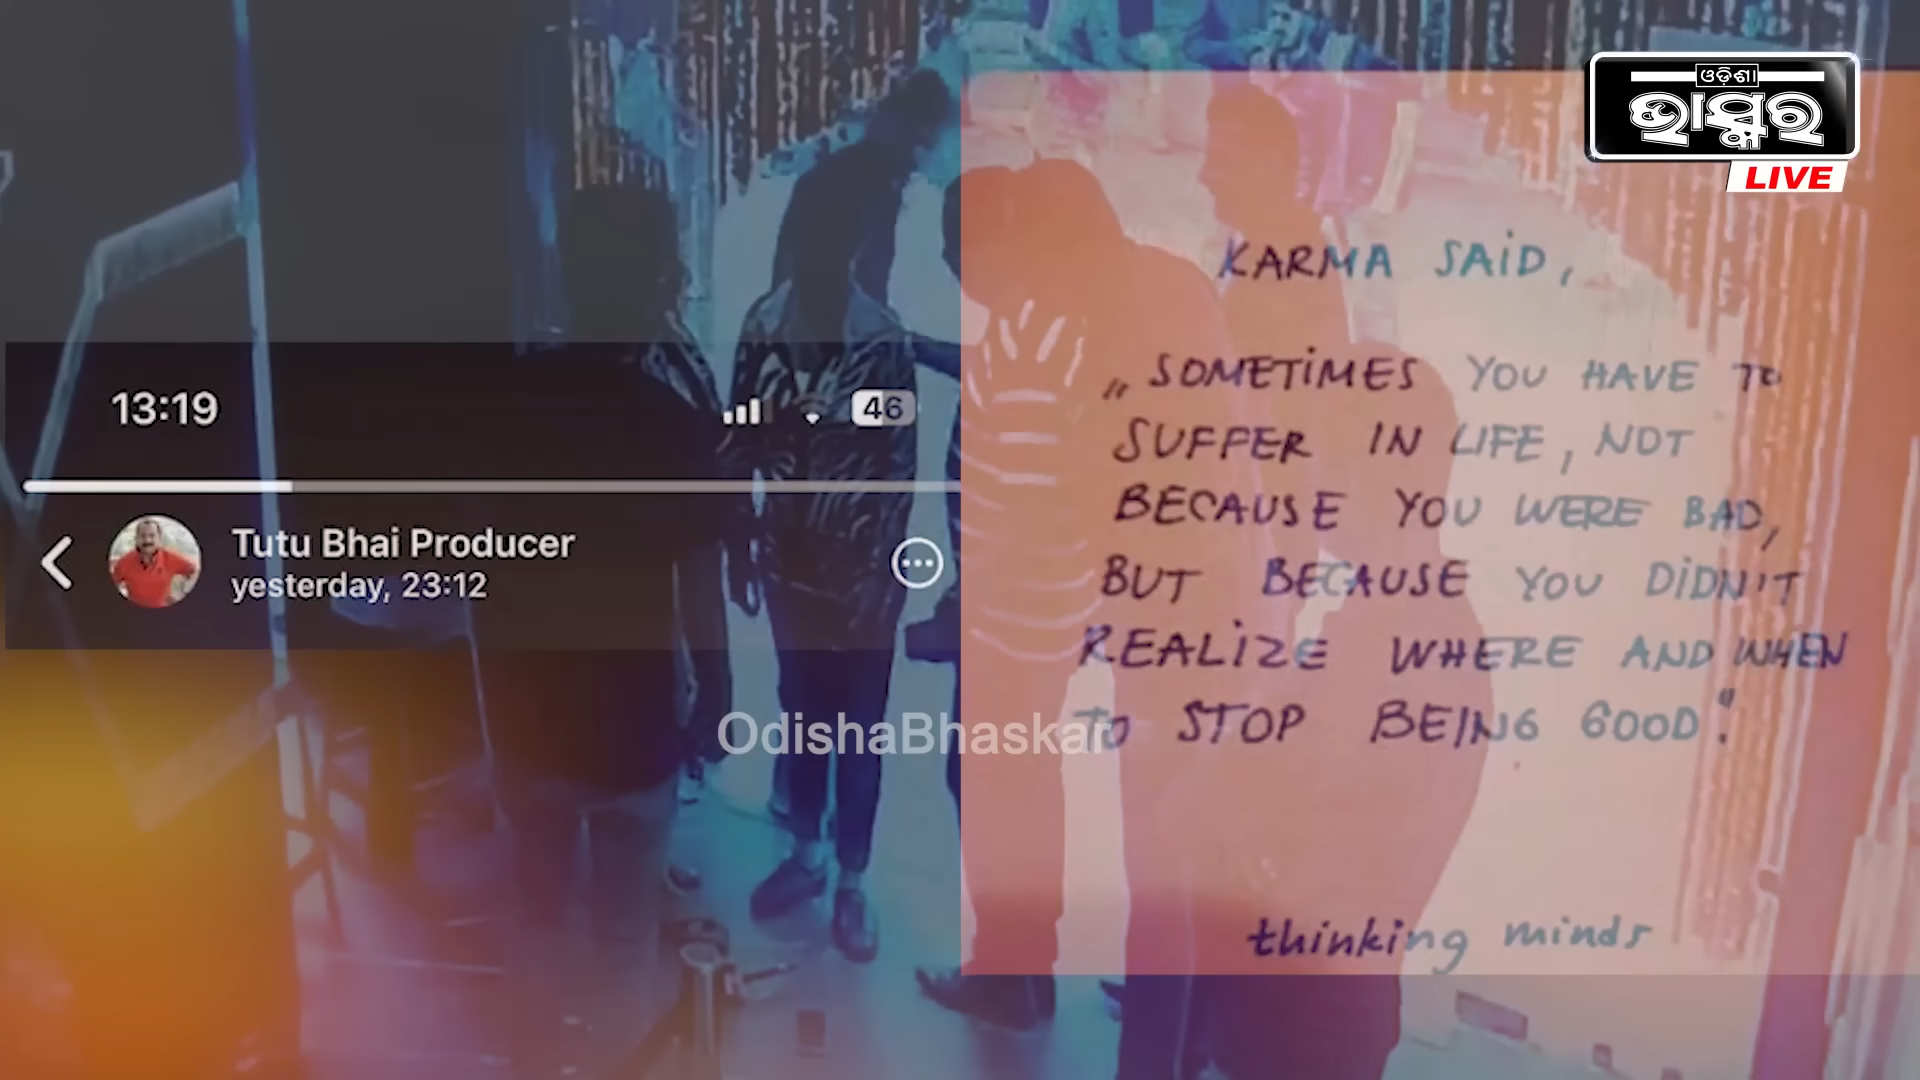 ଓଡ଼ିଶା
ଭାସ୍କର
LIVE
13:19
46
Tutu Bhai Producer
yesterday, 23:12
KARMA SAID,
„SOMETIMES YOU HAVE TO
SUFFER IN LIFE, NOT
BECAUSE YOU WERE BAD,
BUT BECAUSE YOU DIDN'T
REALIZE WHERE AND WHEN
TO STOP BEING GOOD".
OdishaBhaskar
thinking minds